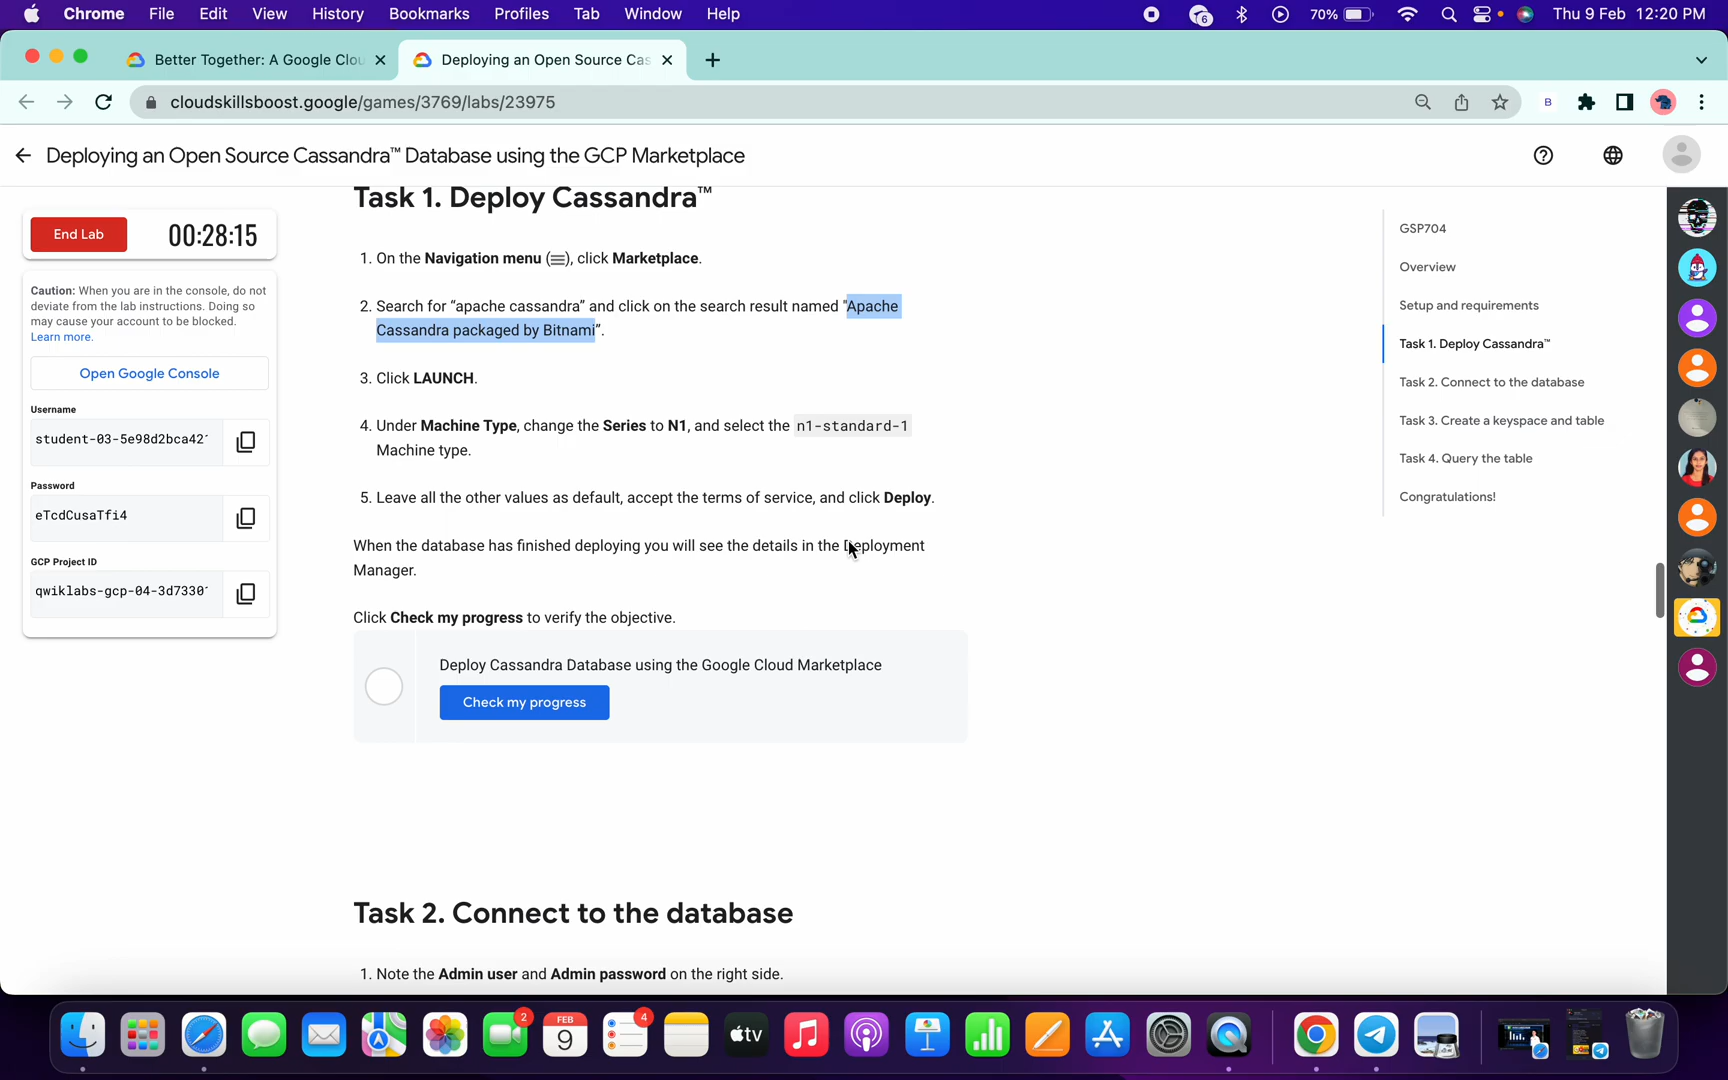 Chrome File Edit View History Bookmarks Profiles Tab Window Help
6
70%
Thu 9 Feb 12:20 PM
Better Together: A Google Clou
Deploying an Open Source Cas
cloudskillsboost.google/games/3769/labs/23975
B
Deploying an Open Source Cassandra™ Database using the GCP Marketplace
End Lab
00:28:15
Caution: When you are in the console, do not
deviate from the lab instructions. Doing so
may cause your account to be blocked.
Learn more.
Open Google Console
Username
student-03-5e98d2bca42
Password
eTcdCusaTfi4
GCP Project ID
qwiklabs-gcp-04-3d7330
Task 1. Deploy Cassandra™
1. On the Navigation menu (≡), click Marketplace.
2. Search for “apache cassandra” and click on the search result named "Apache
Cassandra packaged by Bitnami”.
3. Click LAUNCH.
4. Under Machine Type, change the Series to N1, and select the n1-standard-1
Machine type.
5. Leave all the other values as default, accept the terms of service, and click Deploy.
When the database has finished deploying you will see the details in the Deployment
Manager.
Click Check my progress to verify the objective.
Deploy Cassandra Database using the Google Cloud Marketplace
Check my progress
Task 2. Connect to the database
1. Note the Admin user and Admin password on the right side.
GSP704
Overview
Setup and requirements
Task 1. Deploy Cassandra™
Task 2. Connect to the database
Task 3. Create a keyspace and table
Task 4. Query the table
Congratulations!
2
FEB
9
4
tv